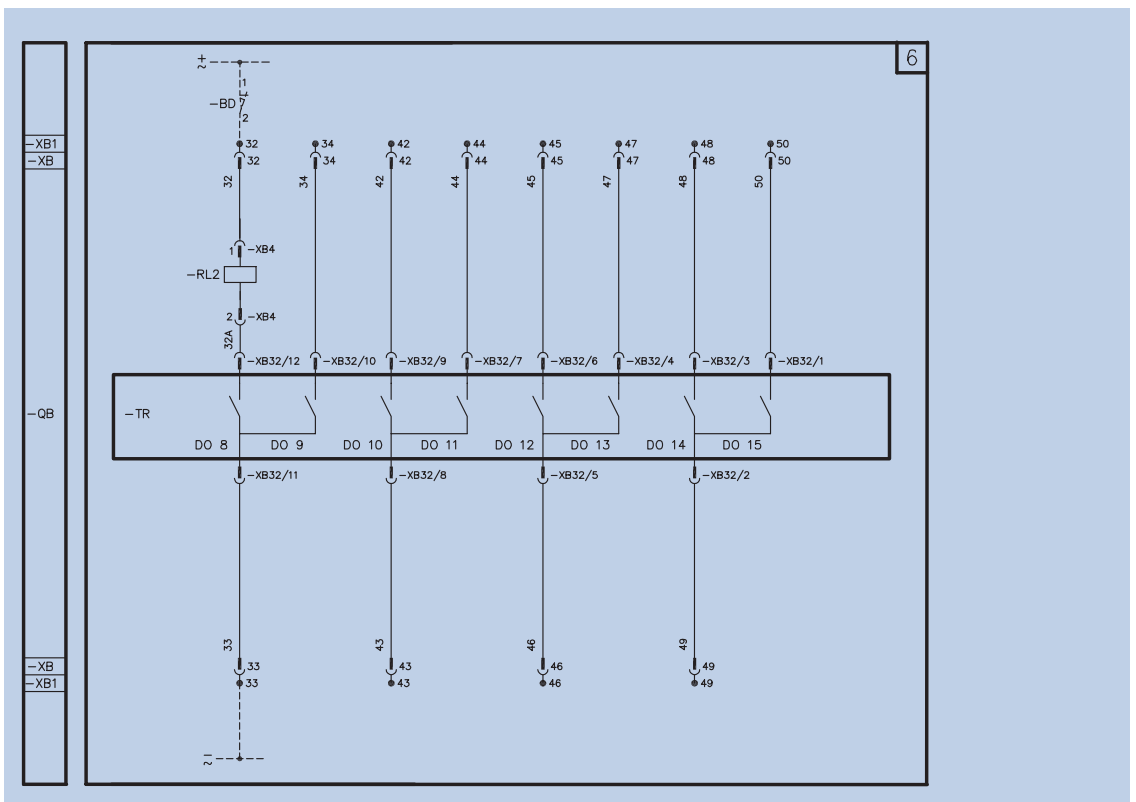 6
+
~
1
-BD
2
-XB1 32 34 42 44 45 47 48 50
-XB 32 34 42 44 45 47 48 50
32 34 42 44 45 47 48 50
1 -XB4
-RL2
2 -XB4
32A
-XB32/12 -XB32/10 -XB32/9 -XB32/7 -XB32/6 -XB32/4 -XB32/3 -XB32/1
-QB -TR
DO 8 DO 9 DO 10 DO 11 DO 12 DO 13 DO 14 DO 15
-XB32/11 -XB32/8 -XB32/5 -XB32/2
33 43 46 49
-XB 33 43 46 49
-XB1 33 43 46 49
-
~